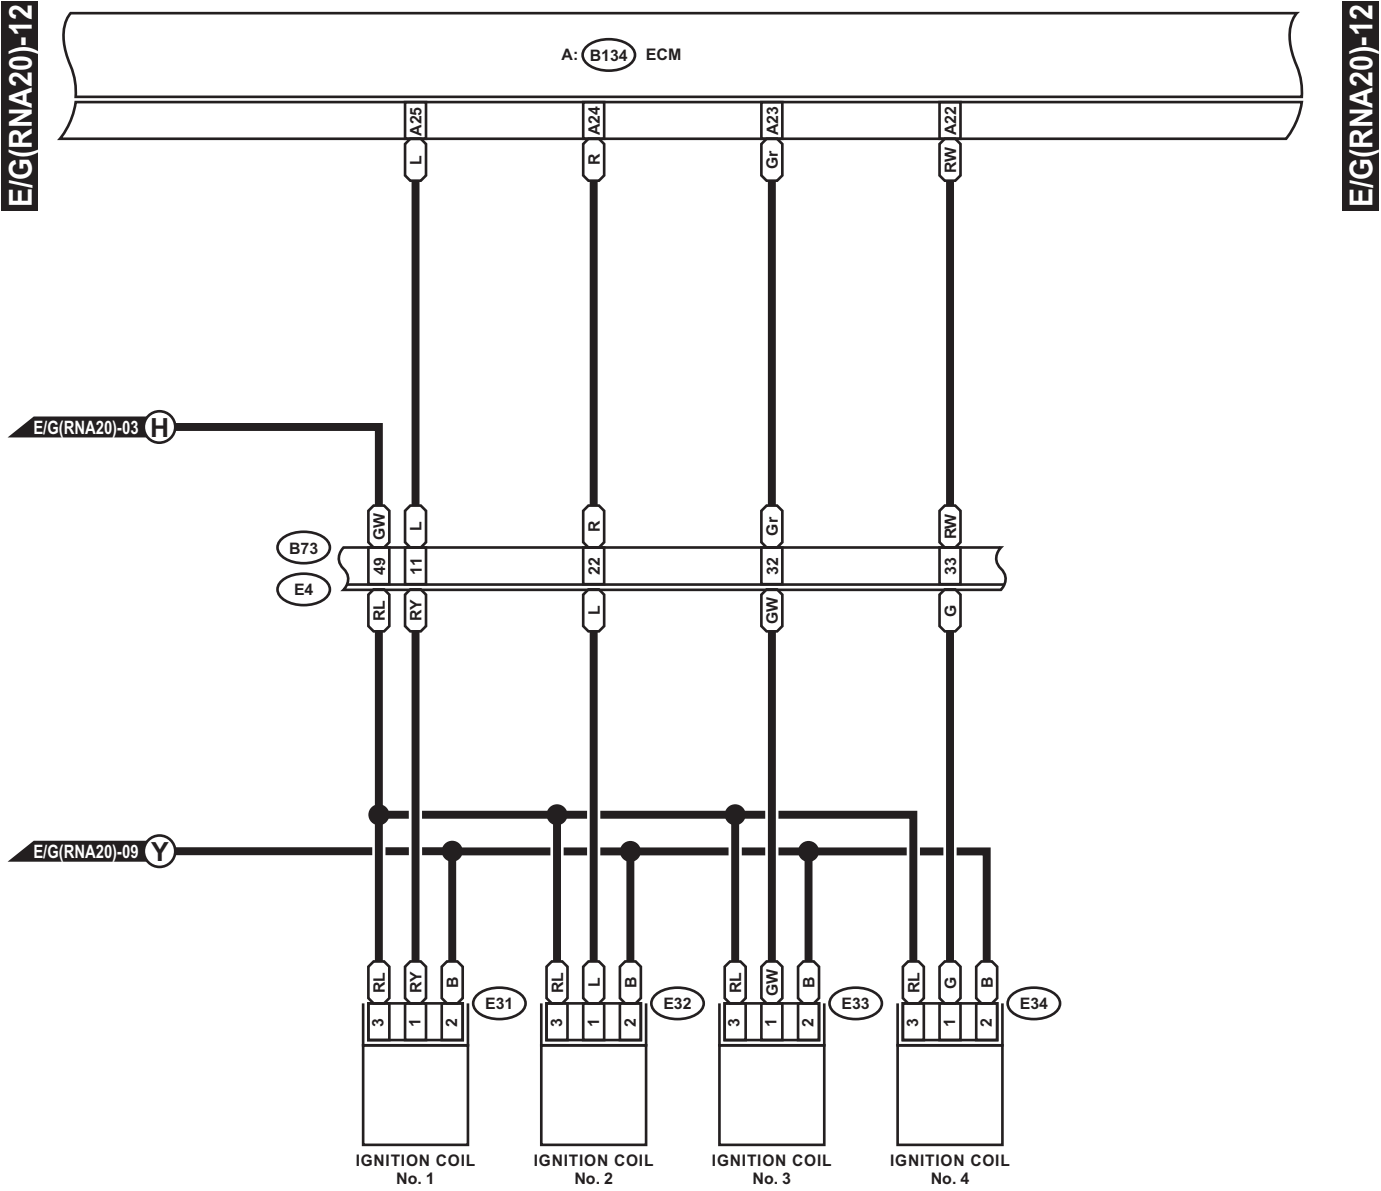 E/G(RNA20)-12
E/G(RNA20)-12
A: B134 ECM
A25 A24 A23 A22
L R Gr RW
E/G(RNA20)-03 H
GW L R Gr RW
B73
49 11 22 32 33
E4
RL RY L GW G
E/G(RNA20)-09 Y
RL RY B RL L B RL GW B RL G B
E31 E32 E33 E34
3 1 2 3 1 2 3 1 2 3 1 2
IGNITION COIL
No. 1
IGNITION COIL
No. 2
IGNITION COIL
No. 3
IGNITION COIL
No. 4